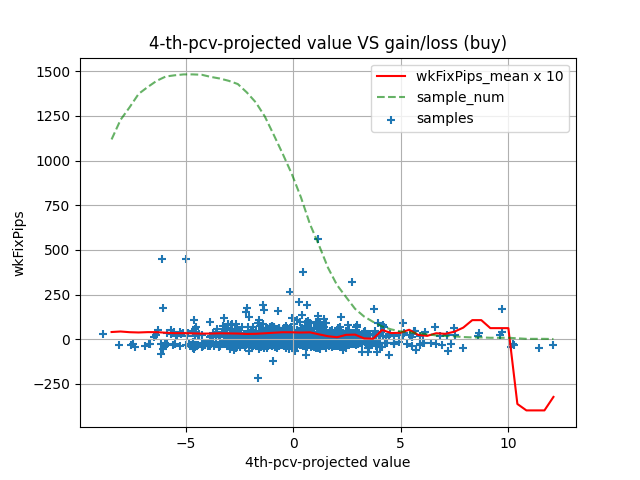 4-th-pcv-projected value VS gain/loss (buy)
wkFixPips_mean x 10
sample_num
samples
1500
1250
1000
750
500
250
0
−250
wkFixPips
−5
0
5
10
4th-pcv-projected value